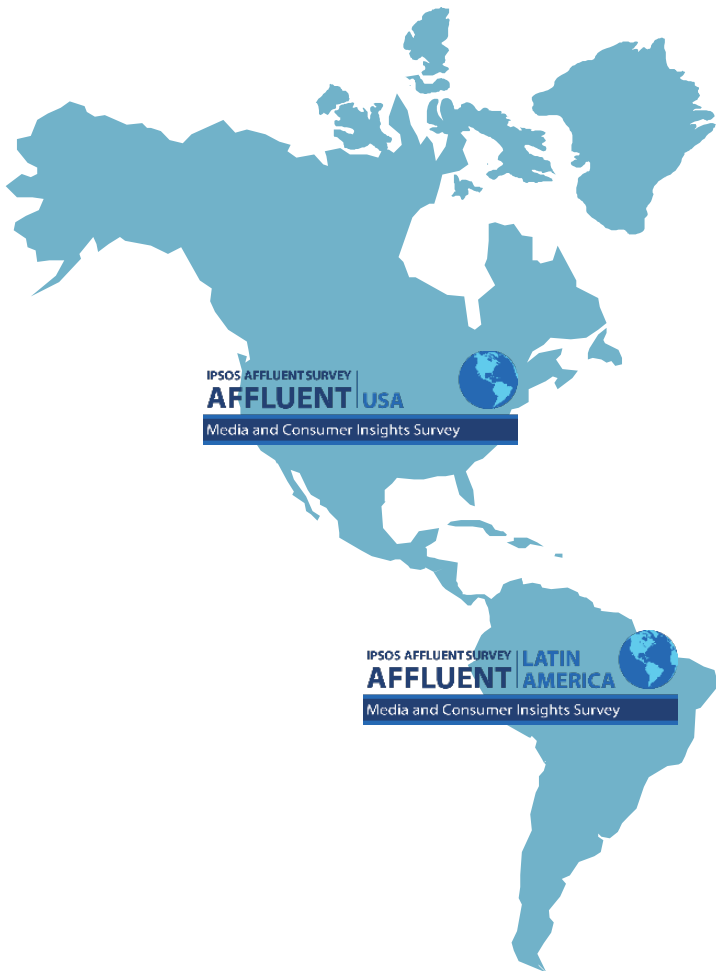 IPSOS AFFLUENT SURVEY
AFFLUENT | USA
Media and Consumer Insights Survey
IPSOS AFFLUENT SURVEY
AFFLUENT | LATIN AMERICA
Media and Consumer Insights Survey